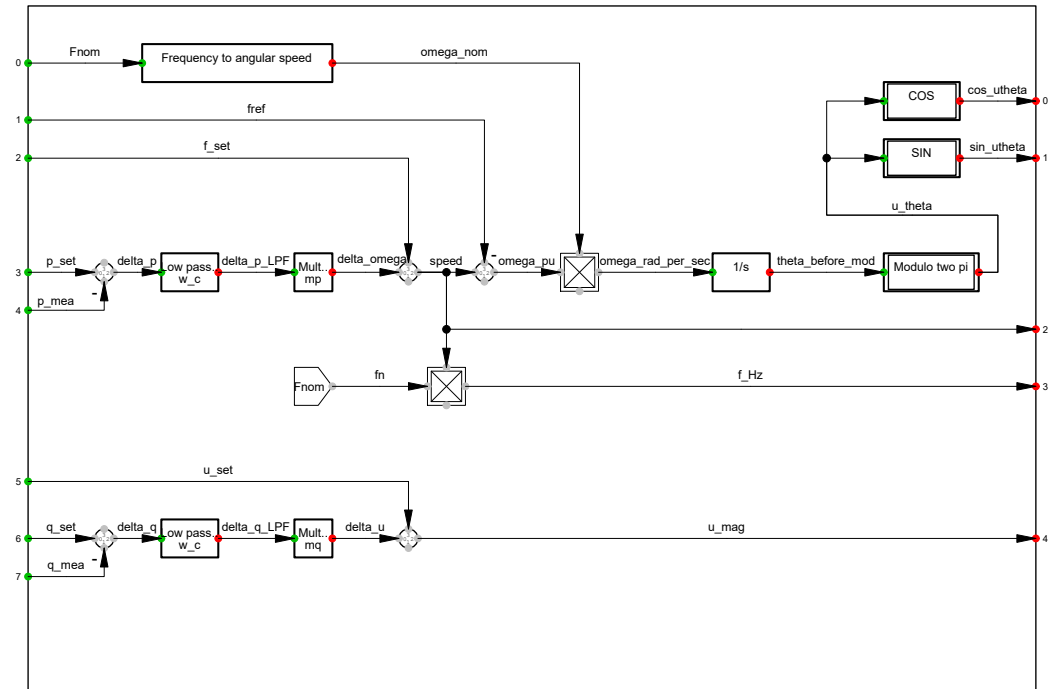 Fnom
Frequency to angular speed
omega_nom
0
fref
1
f_set
2
COS
cos_utheta
0
SIN
sin_utheta
1
u_theta
p_set
delta_p
Low pass...
w_c
delta_p_LPF
Mult...
mp
delta_omega
speed
-
omega_pu
omega_rad_per_sec
1/s
theta_before_mod
Modulo two pi
3
-
p_mea
4
2
Fnom
fn
f_Hz
3
u_set
5
q_set
delta_q
Low pass...
w_c
delta_q_LPF
Mult...
mq
delta_u
u_mag
6
4
-
q_mea
7